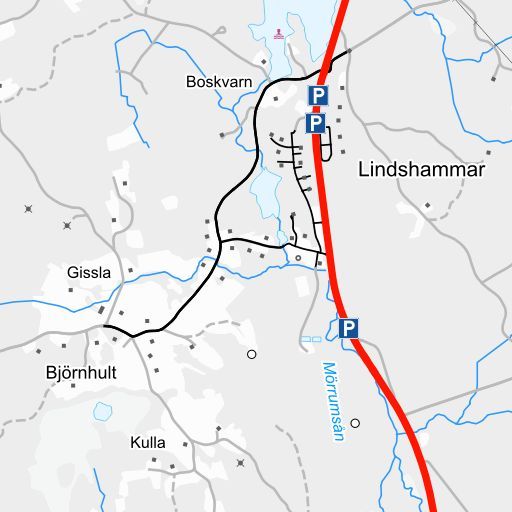 Boskvarn
P
P
Lindshammar
Gissla
P
Björnhult
Mörrumsån
Kulla